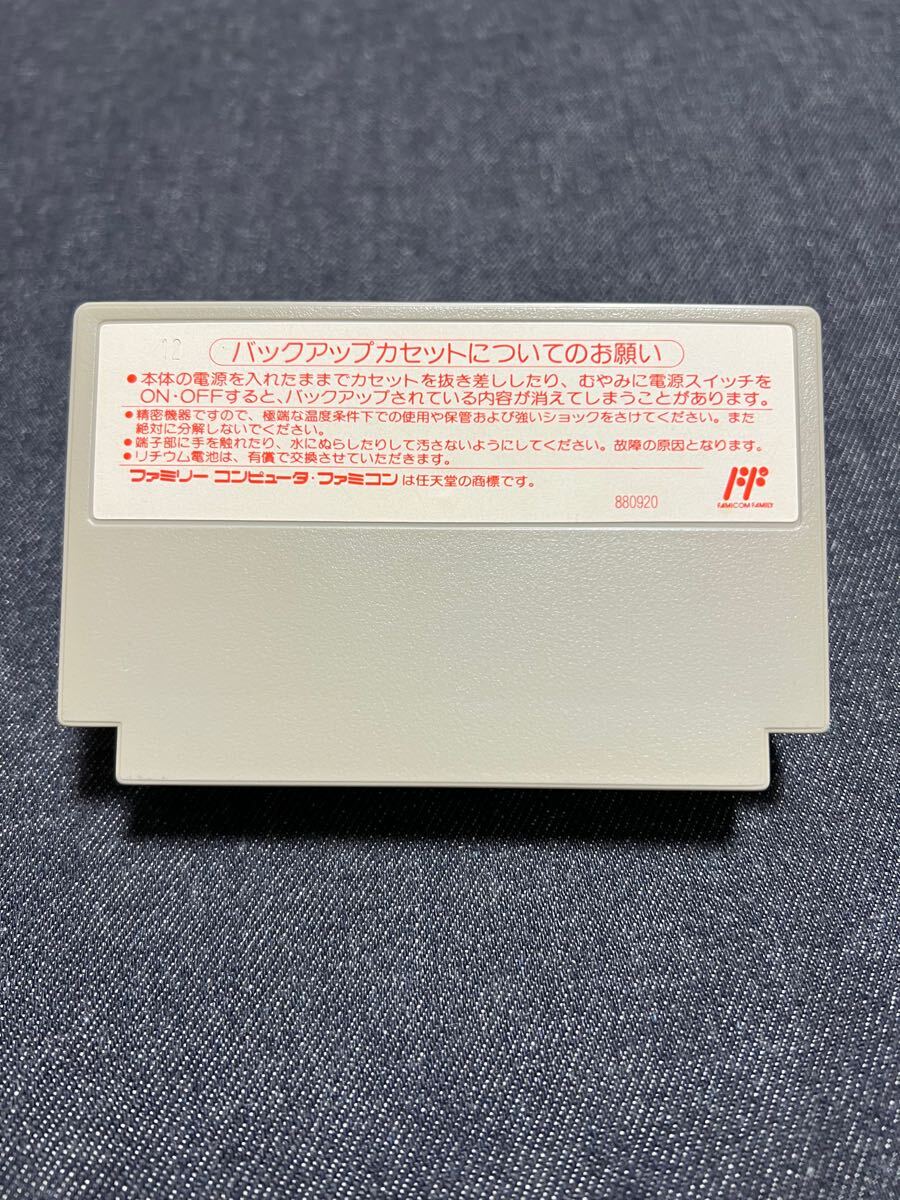 12
バックアップカセットについてのお願い
●本体の電源を入れたままでカセットを抜き差ししたり、むやみに電源スイッチを
ON・OFFすると、バックアップされている内容が消えてしまうことがあります。
●精密機器ですので、極端な温度条件下での使用や保管および強いショックをさけてください。また
絶対に分解しないでください。
●端子部に手を触れたり、水にぬらしたりして汚さないようにしてください。故障の原因となります。
●リチウム電池は、有償で交換させていただきます。
ファミリー コンピュータ・ファミコンは任天堂の商標です。
880920
FAMICOM FAMILY